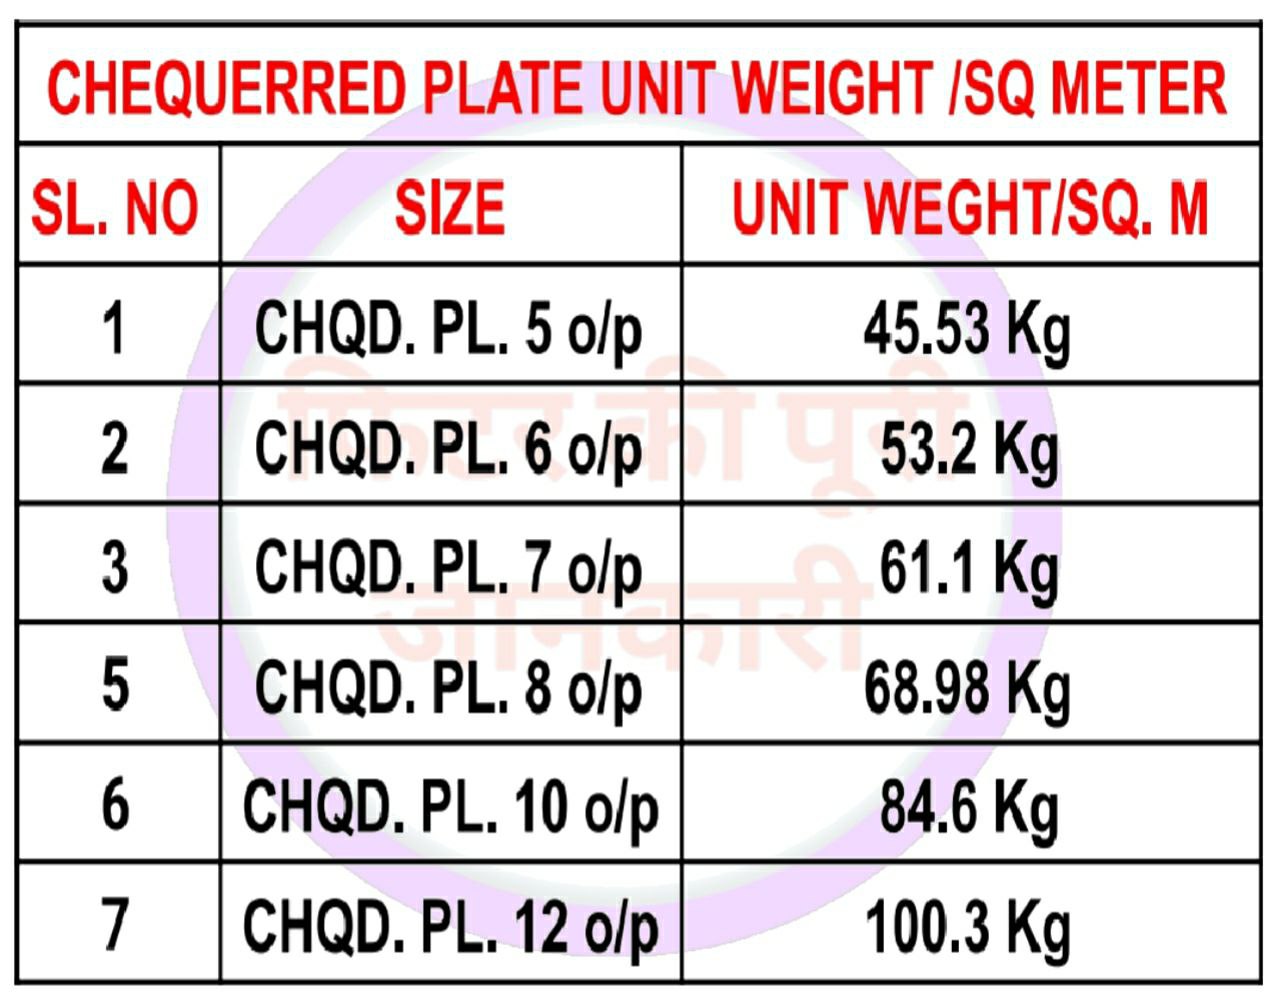 CHEQUERRED PLATE UNIT WEIGHT /SQ METER
SL. NO SIZE UNIT WEGHT/SQ. M
1 CHQD. PL. 5 o/p 45.53 Kg
2 CHQD. PL. 6 o/p 53.2 Kg
फिटर की पूरी
3 CHQD. PL. 7 o/p 61.1 Kg
जानकारी
5 CHQD. PL. 8 o/p 68.98 Kg
6 CHQD. PL. 10 o/p 84.6 Kg
7 CHQD. PL. 12 o/p 100.3 Kg